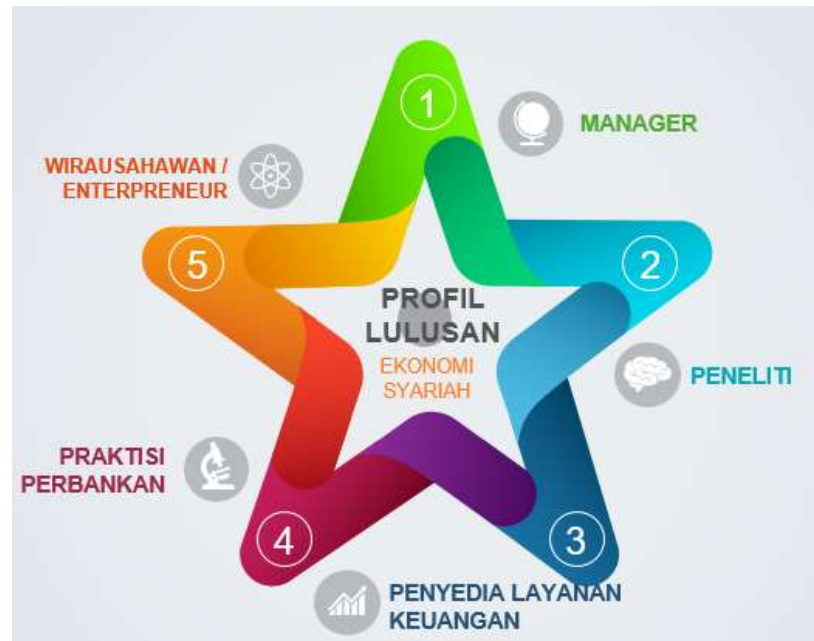 1
MANAGER
WIRAUSAHAWAN /
ENTERPRENEUR
5
2
PROFIL
LULUSAN
EKONOMI
SYARIAH
PENELITI
PRAKTISI
PERBANKAN
4
3
PENYEDIA LAYANAN
KEUANGAN